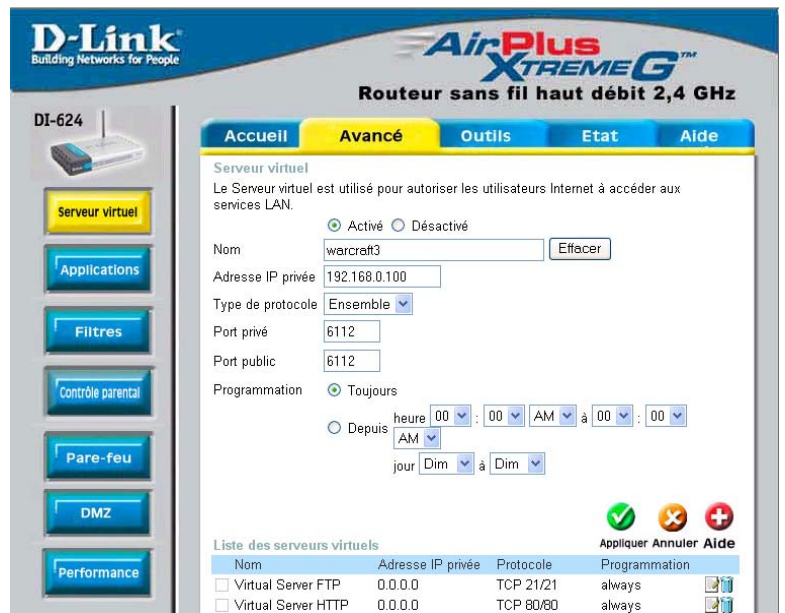 D-Link
Building Networks for People
AirPlus
XTREME G™
Routeur sans fil haut débit 2,4 GHz
DI-624
Accueil Avancé Outils Etat Aide
Serveur virtuel
Applications
Filtres
Contrôle parental
Pare-feu
DMZ
Performance
Serveur virtuel
Le Serveur virtuel est utilisé pour autoriser les utilisateurs Internet à accéder aux
services LAN.
Activé Désactivé
Nom warcraft3 Effacer
Adresse IP privée 192.168.0.100
Type de protocole Ensemble
Port privé 6112
Port public 6112
Programmation Toujours
Depuis heure 00 : 00 AM à 00 : 00
AM
jour Dim à Dim
Appliquer Annuler Aide
Liste des serveurs virtuels
Nom Adresse IP privée Protocole Programmation
Virtual Server FTP 0.0.0.0 TCP 21/21 always
Virtual Server HTTP 0.0.0.0 TCP 80/80 always